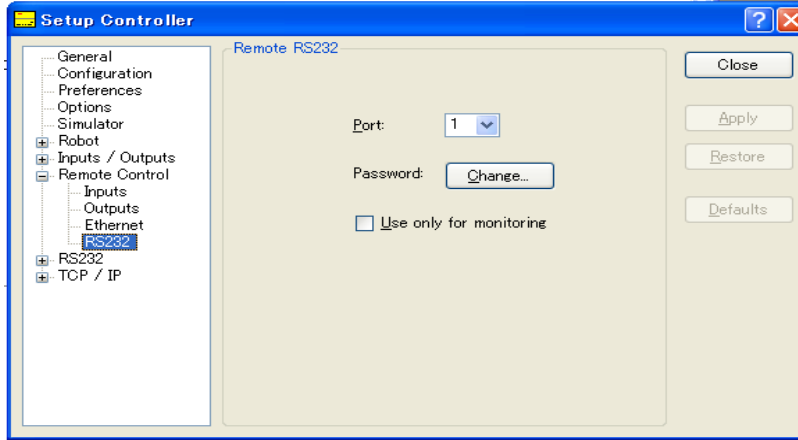 Setup Controller
General
Configuration
Preferences
Options
Simulator
Robot
Inputs / Outputs
Remote Control
Inputs
Outputs
Ethernet
RS232
RS232
TCP / IP
Remote RS232
Port: 1
Password: Change...
Use only for monitoring
Close
Apply
Restore
Defaults